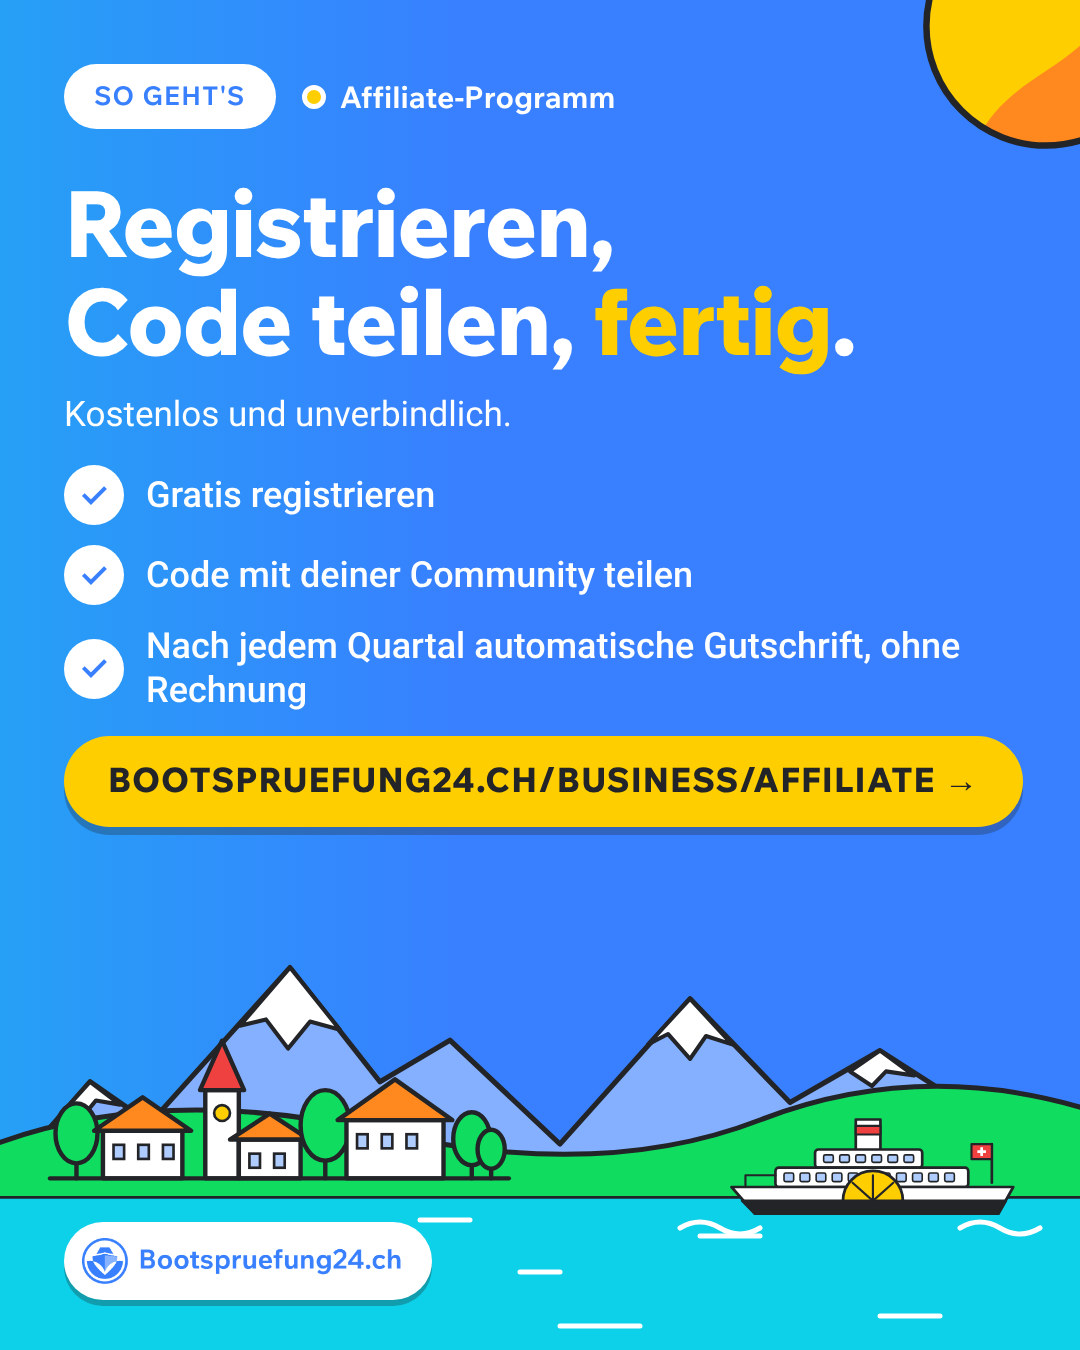 SO GEHT'S
Affiliate-Programm
Registrieren,
Code teilen, fertig.
Kostenlos und unverbindlich.
Gratis registrieren
Code mit deiner Community teilen
Nach jedem Quartal automatische Gutschrift, ohne
Rechnung
BOOTSPRUEFUNG24.CH/BUSINESS/AFFILIATE →
Bootspruefung24.ch